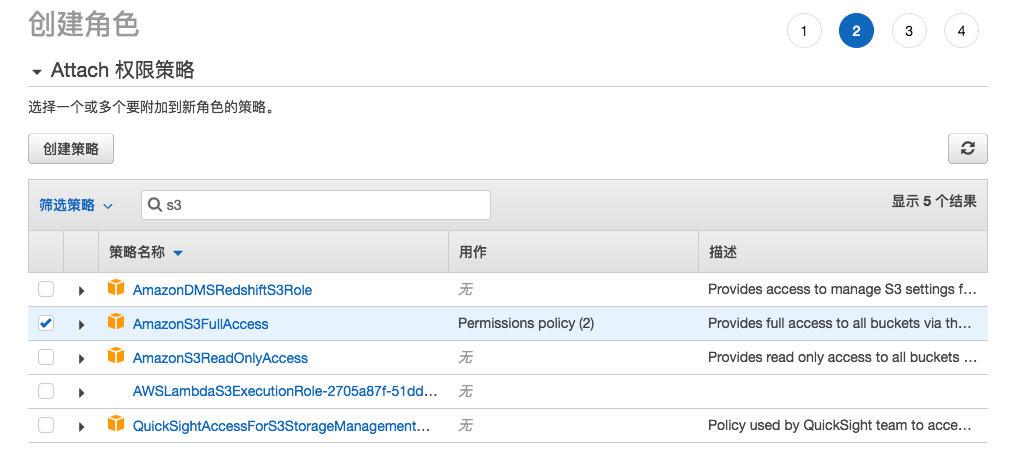 创建角色
1 2 3 4
Attach 权限策略
选择一个或多个要附加到新角色的策略。
创建策略
筛选策略 s3 显示 5 个结果
策略名称 用作 描述
AmazonDMSRedshiftS3Role 无 Provides access to manage S3 settings f...
AmazonS3FullAccess Permissions policy (2) Provides full access to all buckets via th...
AmazonS3ReadOnlyAccess 无 Provides read only access to all buckets ...
AWSLambdaS3ExecutionRole-2705a87f-51dd... 无
QuickSightAccessForS3StorageManagement... 无 Policy used by QuickSight team to acce...